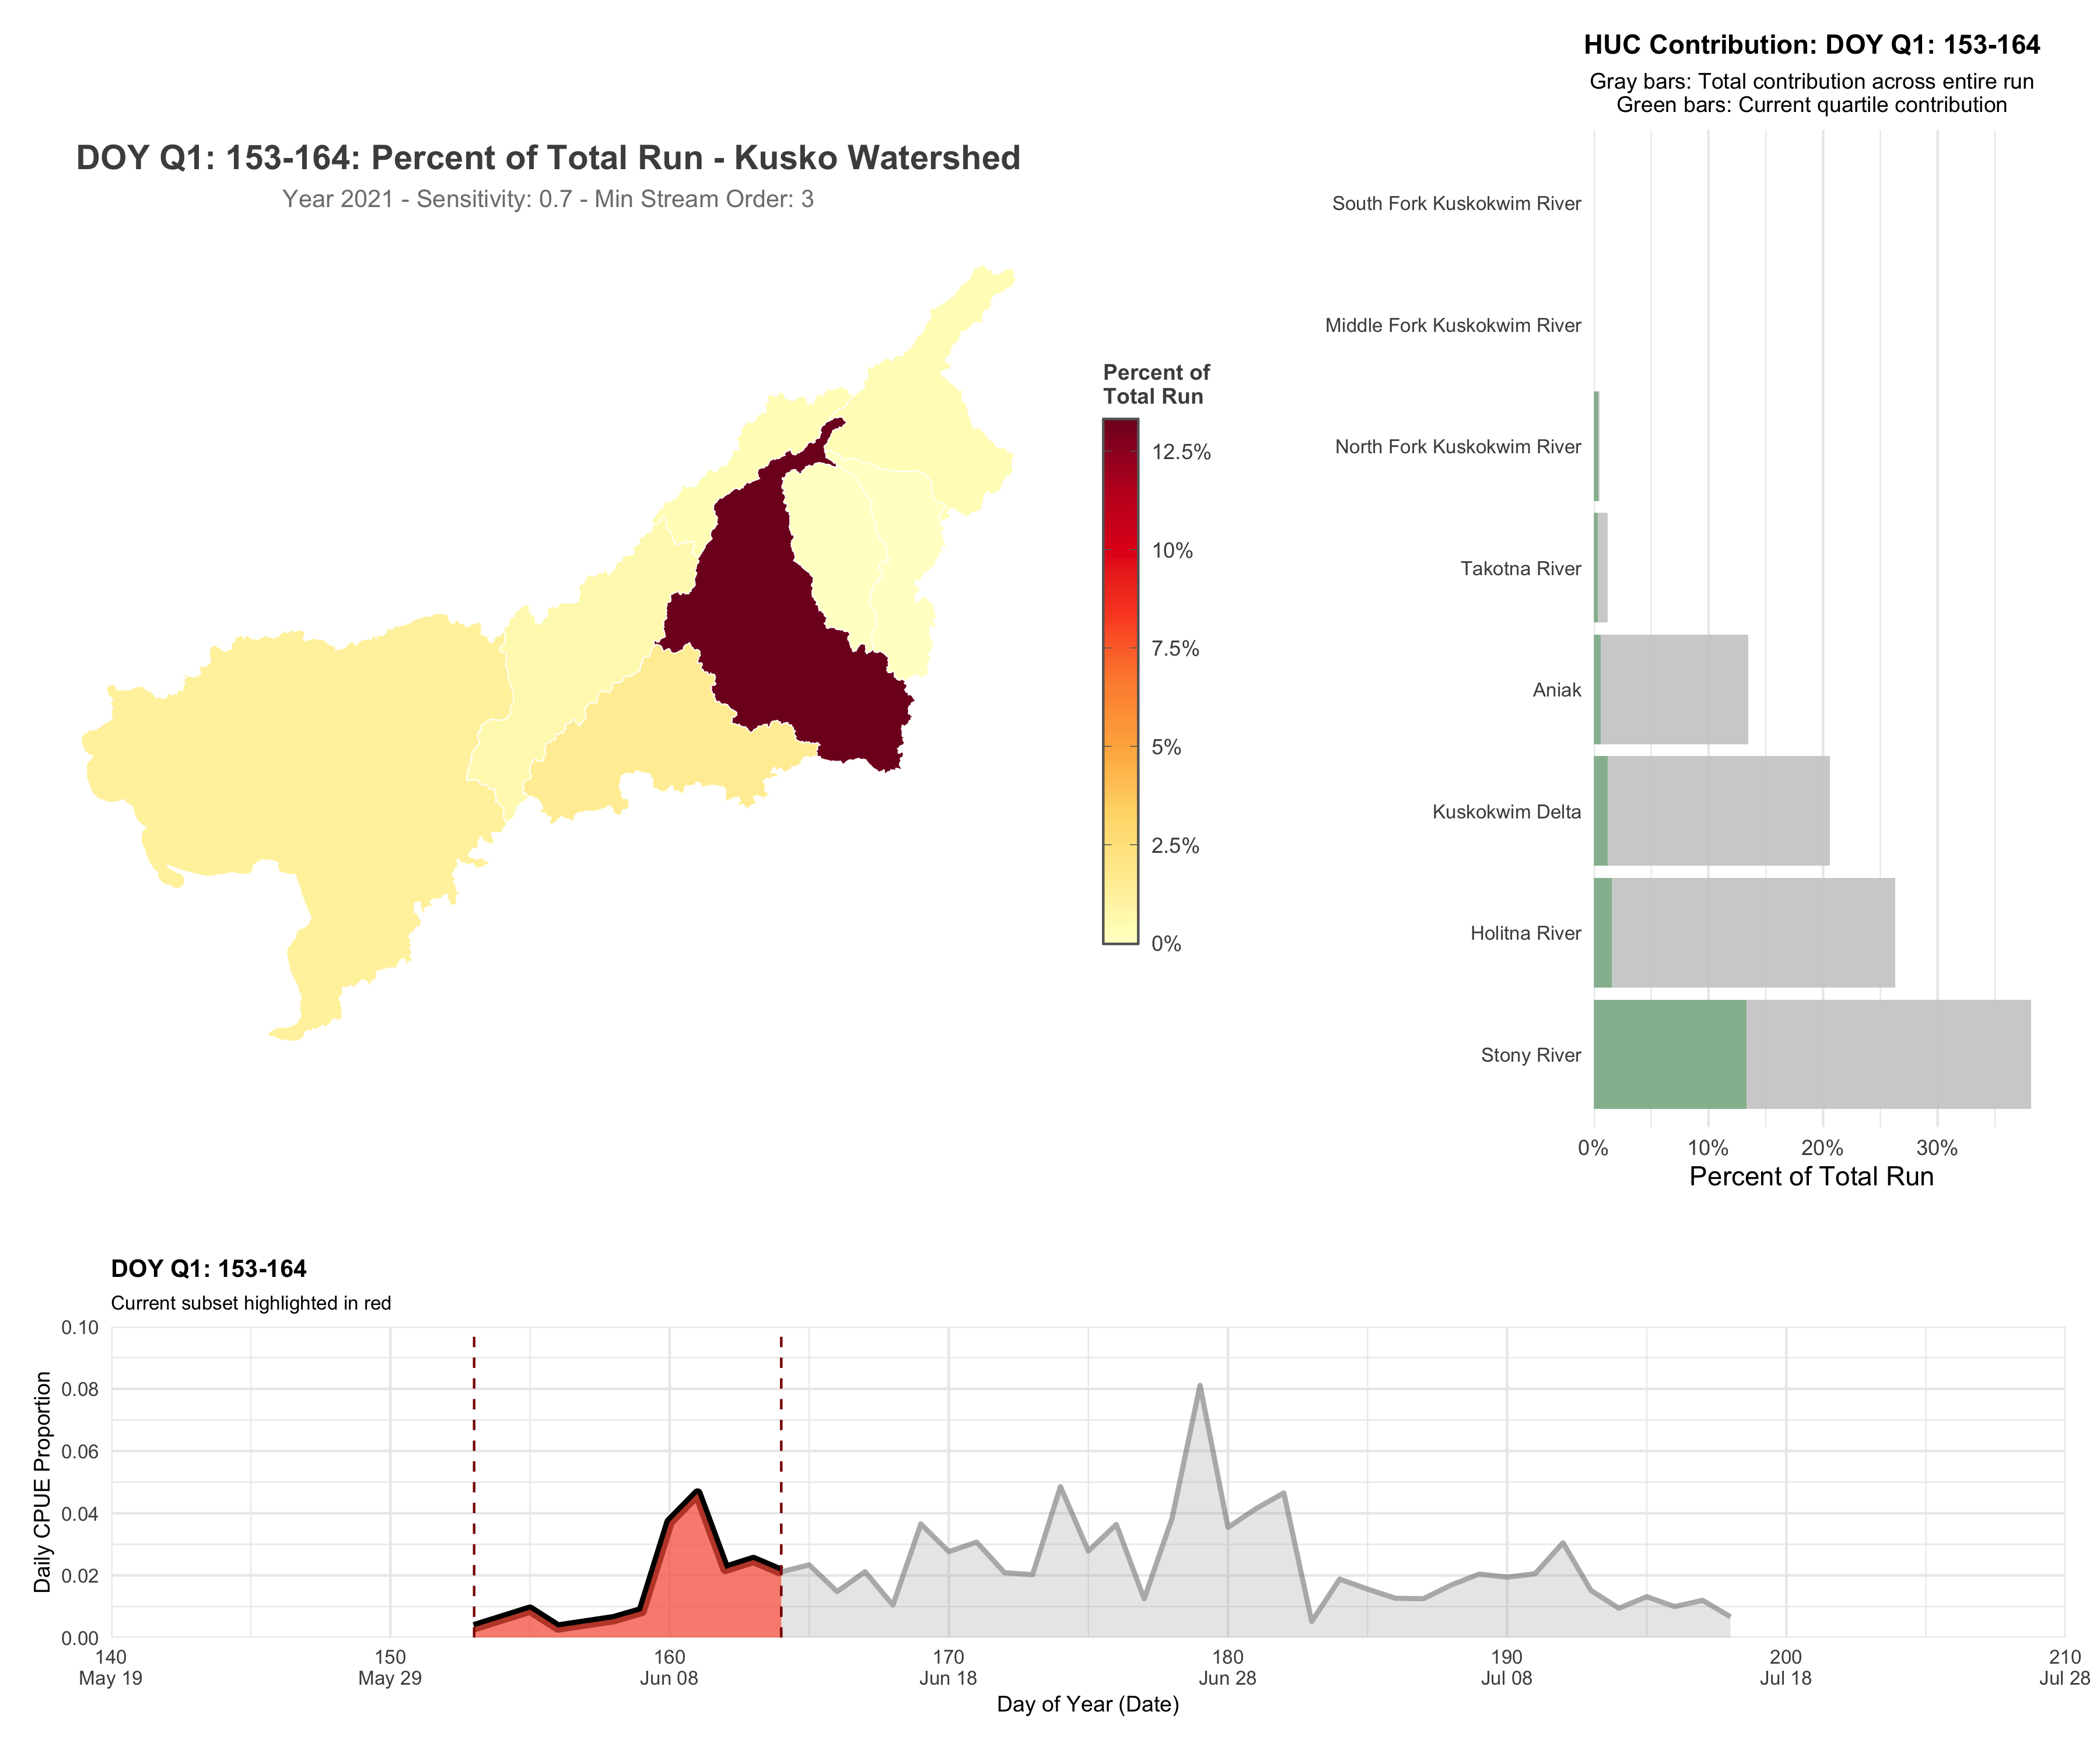 HUC Contribution: DOY Q1: 153-164
Gray bars: Total contribution across entire run
Green bars: Current quartile contribution
DOY Q1: 153-164: Percent of Total Run - Kusko Watershed
Year 2021 - Sensitivity: 0.7 - Min Stream Order: 3
Percent of
Total Run
12.5%
10%
7.5%
5%
2.5%
0%
South Fork Kuskokwim River
Middle Fork Kuskokwim River
North Fork Kuskokwim River
Takotna River
Aniak
Kuskokwim Delta
Holitna River
Stony River
0% 10% 20% 30%
Percent of Total Run
DOY Q1: 153-164
Current subset highlighted in red
Daily CPUE Proportion
0.10
0.08
0.06
0.04
0.02
0.00
140 150 160 170 180 190 200 210
May 19 May 29 Jun 08 Jun 18 Jun 28 Jul 08 Jul 18 Jul 28
Day of Year (Date)